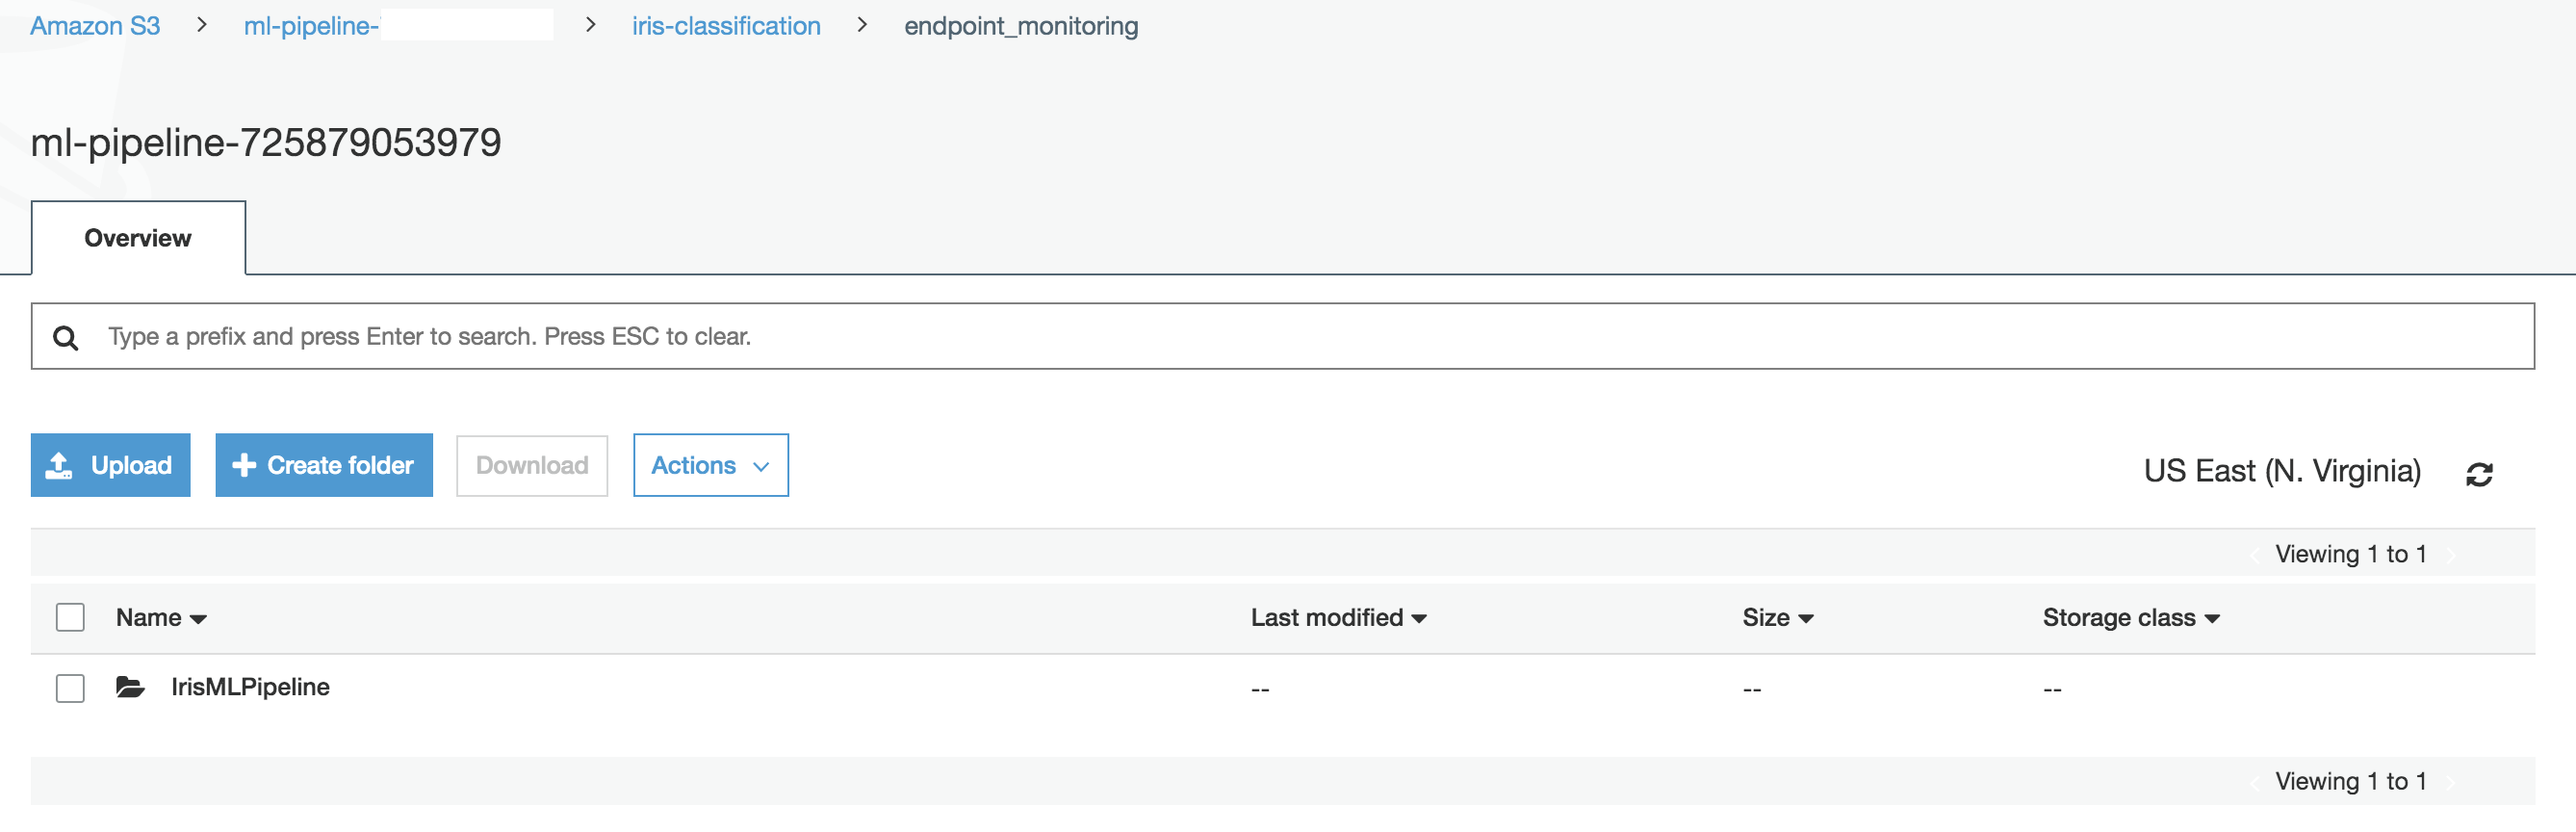 Amazon S3 > ml-pipeline- > iris-classification > endpoint_monitoring
ml-pipeline-725879053979
Overview
Type a prefix and press Enter to search. Press ESC to clear.
Upload Create folder Download Actions US East (N. Virginia)
Viewing 1 to 1
Name Last modified Size Storage class
IrisMLPipeline -- -- --
Viewing 1 to 1